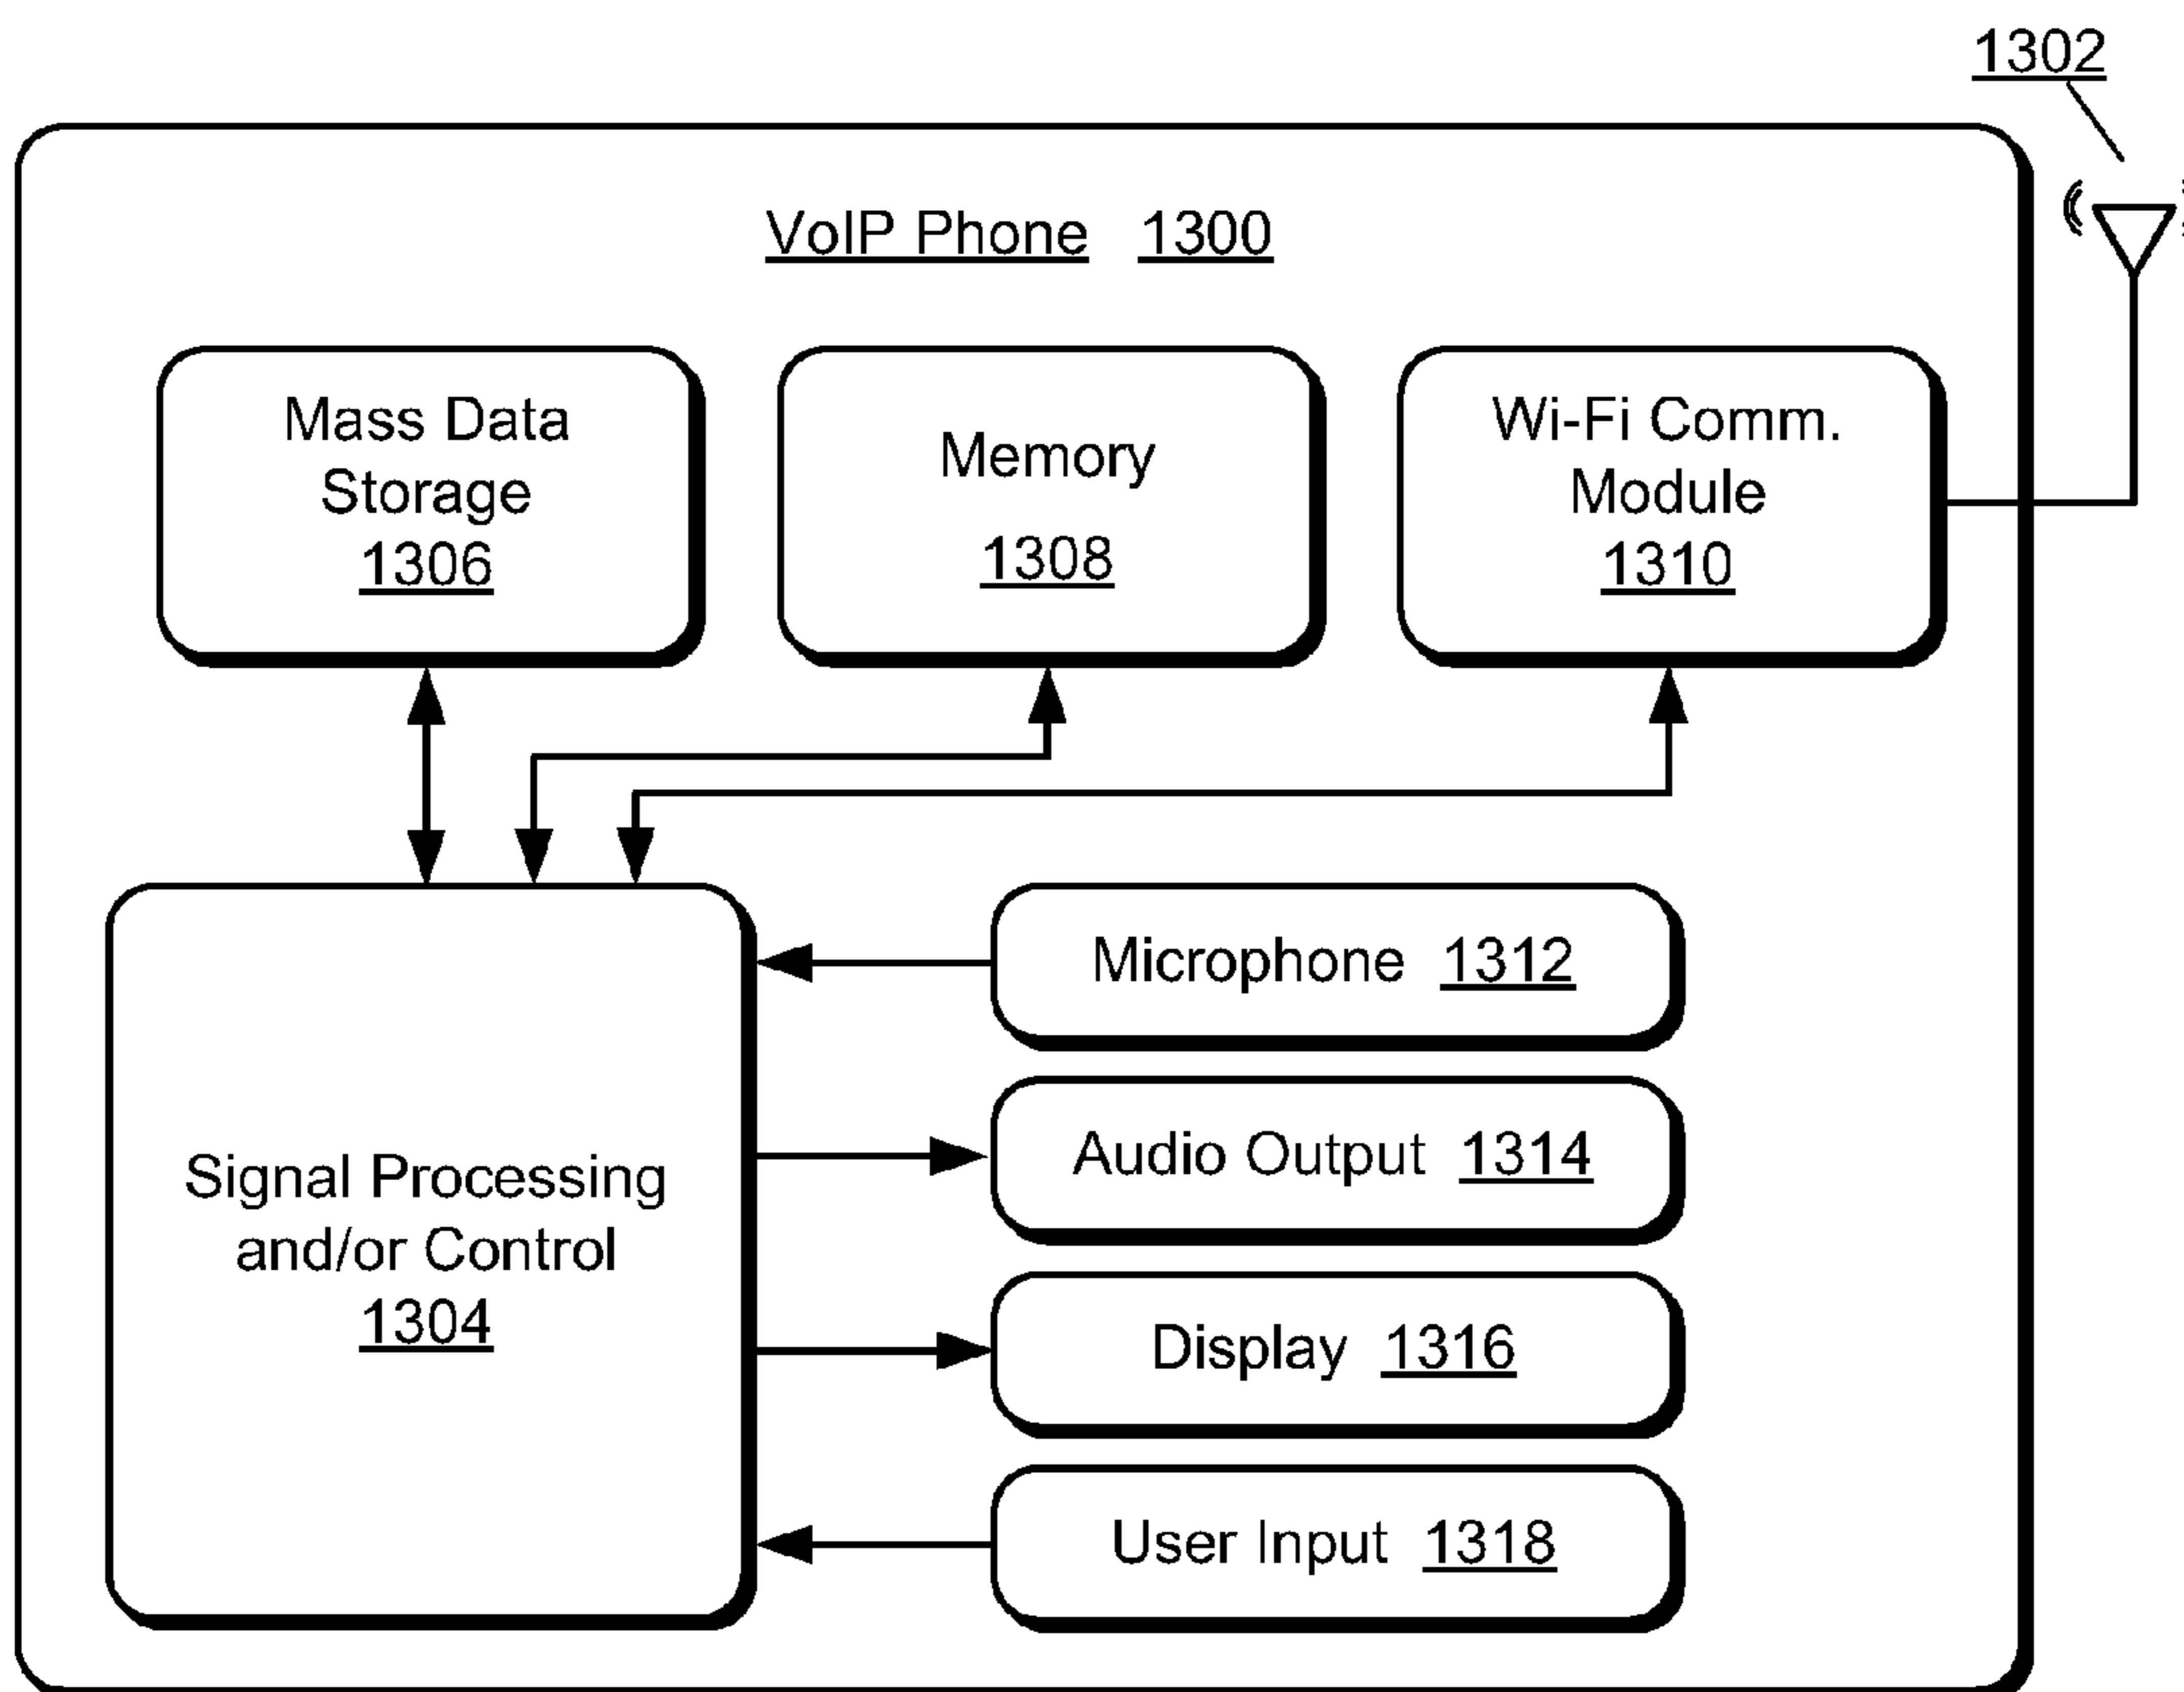 1302
VoIP Phone 1300
Mass Data
Storage
1306
Memory
1308
Wi-Fi Comm.
Module
1310
Signal Processing
and/or Control
1304
Microphone 1312
Audio Output 1314
Display 1316
User Input 1318